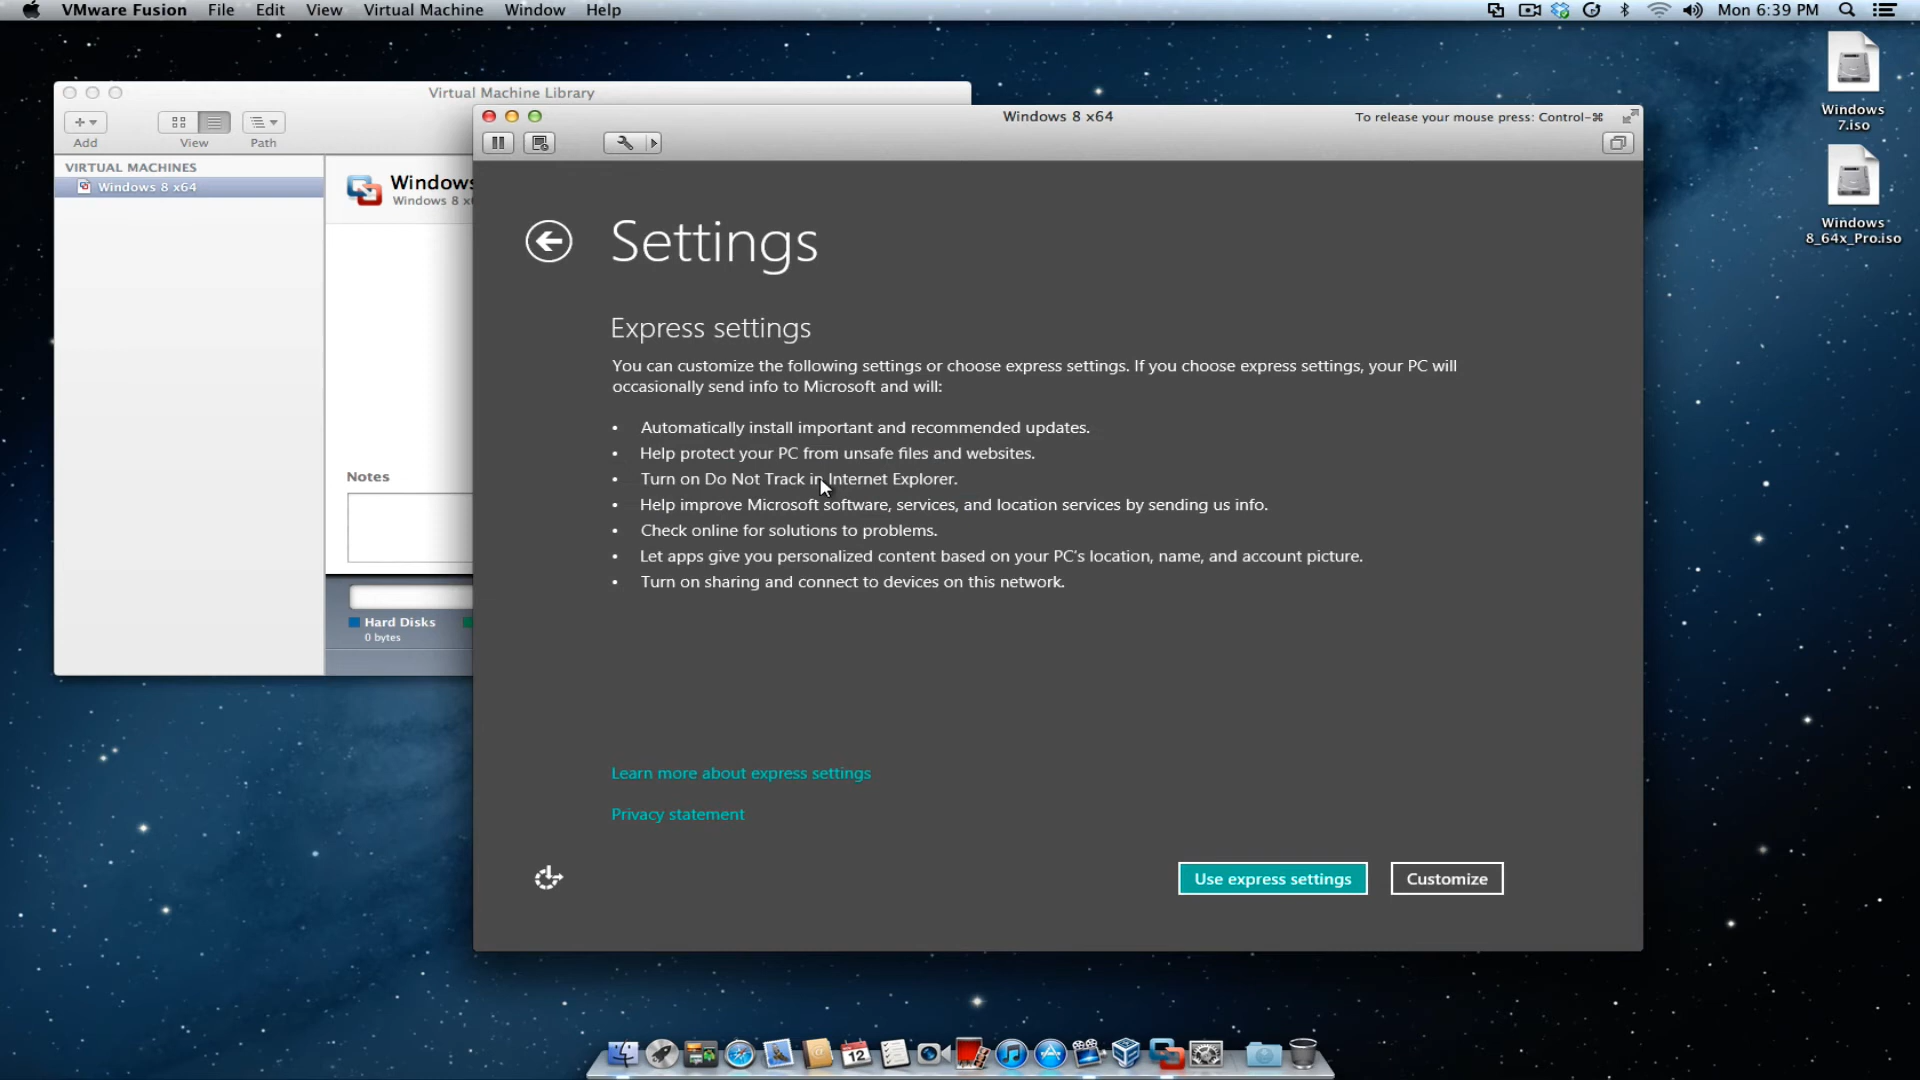 VMware Fusion File Edit View Virtual Machine Window Help Mon 6:39 PM
Virtual Machine Library
Add
View
Path
VIRTUAL MACHINES
Windows 8 x64
Windows
Windows 8 x
Notes
Hard Disks
0 bytes
Windows 8 x64
To release your mouse press: Control-⌘
Settings
Express settings
You can customize the following settings or choose express settings. If you choose express settings, your PC will
occasionally send info to Microsoft and will:
• Automatically install important and recommended updates.
• Help protect your PC from unsafe files and websites.
• Turn on Do Not Track in Internet Explorer.
• Help improve Microsoft software, services, and location services by sending us info.
• Check online for solutions to problems.
• Let apps give you personalized content based on your PC's location, name, and account picture.
• Turn on sharing and connect to devices on this network.
Learn more about express settings
Privacy statement
Use express settings
Customize
Windows
7.iso
Windows
8_64x_Pro.iso
12